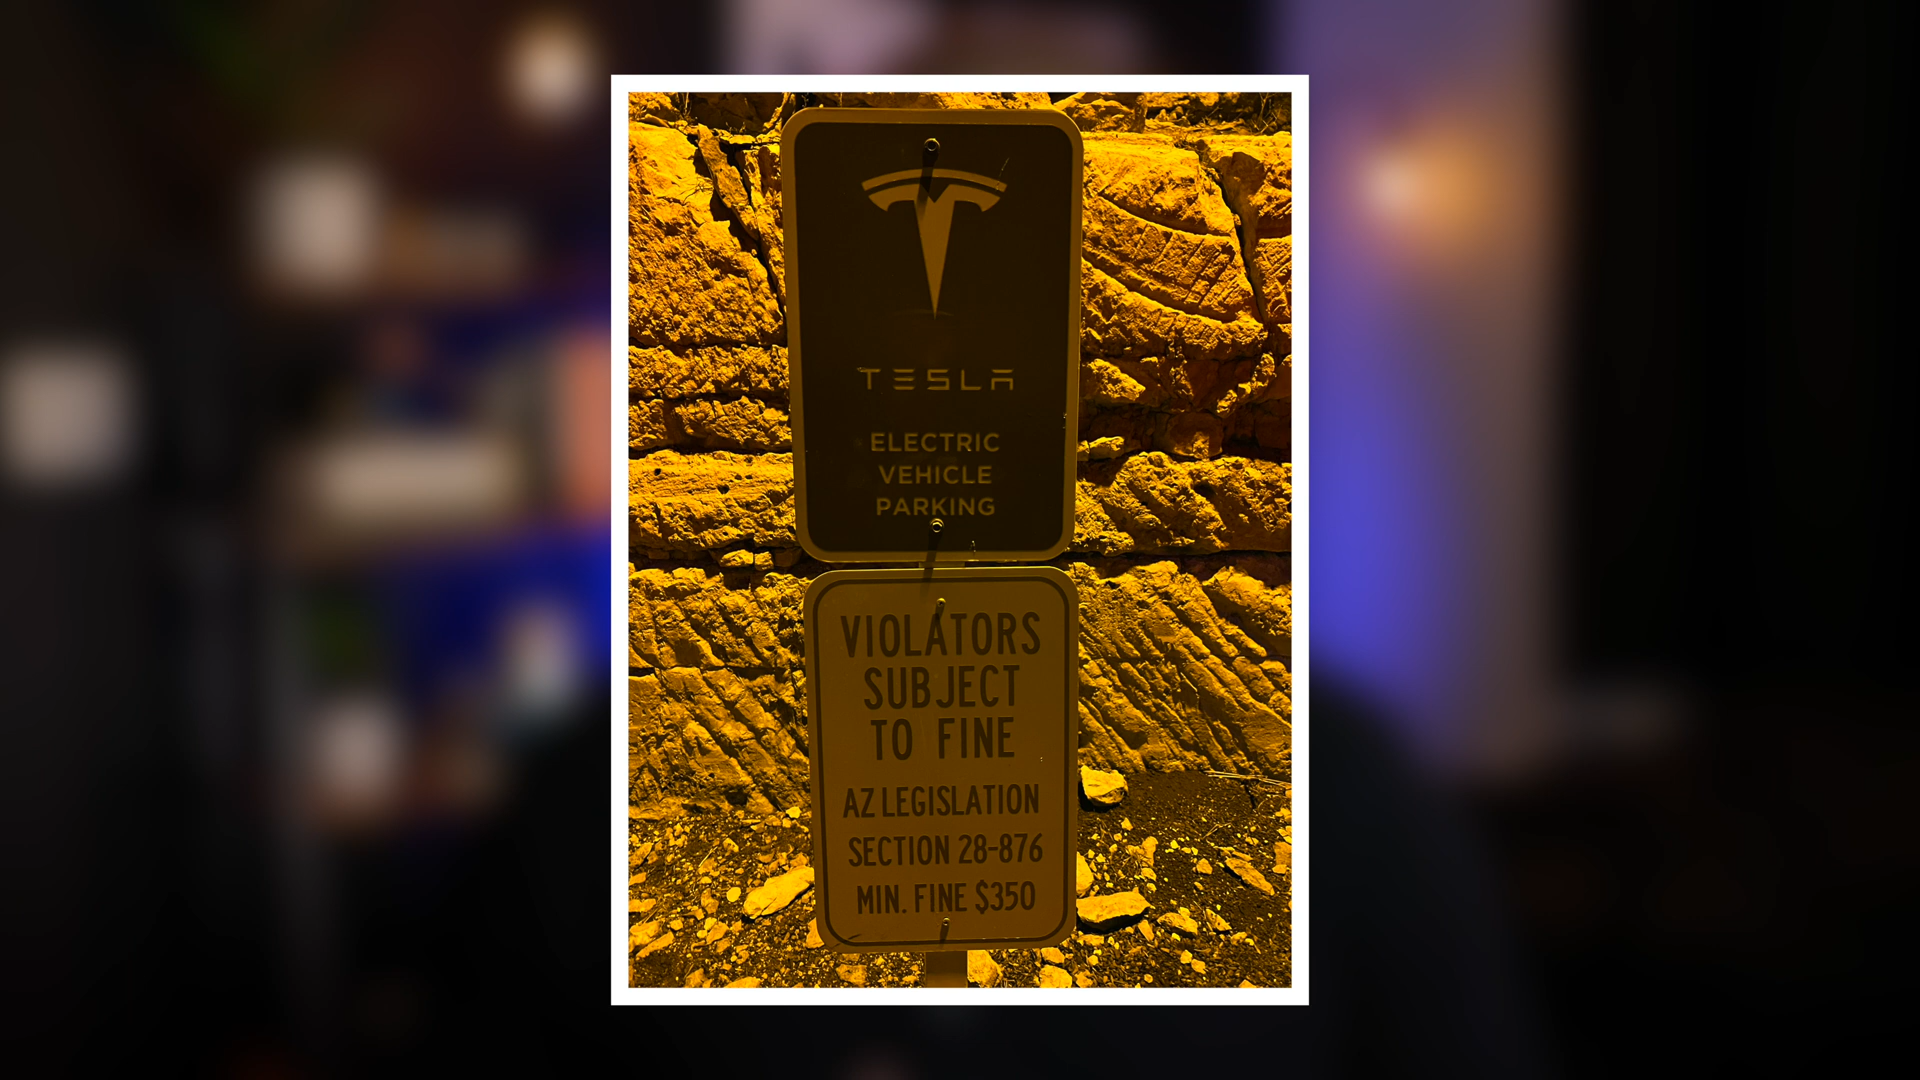 TESLA
ELECTRIC
VEHICLE
PARKING
VIOLATORS
SUBJECT
TO FINE
AZ LEGISLATION
SECTION 28-876
MIN. FINE $350